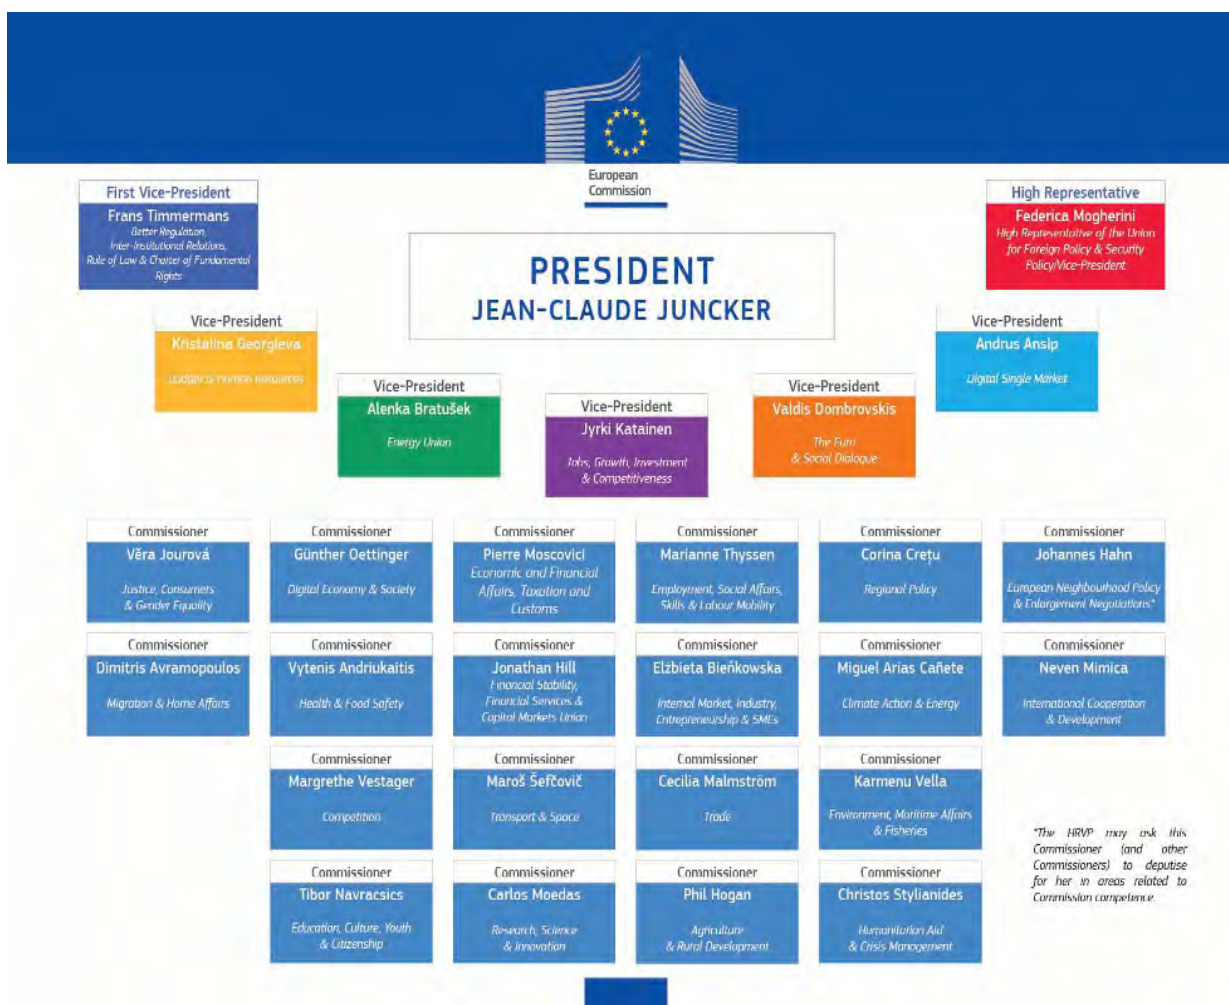 European
Commission
First Vice-President
Frans Timmermans
Better Regulation,
Inter-Institutional Relations,
Rule of Law & Charter of Fundamental
Rights
High Representative
Federica Mogherini
High Representative of the Union
for Foreign Policy & Security
Policy/Vice-President
PRESIDENT
JEAN-CLAUDE JUNCKER
Vice-President
Kristalina Georgieva
Budget & Human Resources
Vice-President
Andrus Ansip
Digital Single Market
Vice-President
Alenka Bratušek
Energy Union
Vice-President
Jyrki Katainen
Jobs, Growth, Investment
& Competitiveness
Vice-President
Valdis Dombrovskis
The Euro
& Social Dialogue
Commissioner
Věra Jourová
Justice, Consumers
& Gender Equality
Commissioner
Günther Oettinger
Digital Economy & Society
Commissioner
Pierre Moscovici
Economic and Financial
Affairs, Taxation and
Customs
Commissioner
Marianne Thyssen
Employment, Social Affairs,
Skills & Labour Mobility
Commissioner
Corina Crețu
Regional Policy
Commissioner
Johannes Hahn
European Neighbourhood Policy
& Enlargement Negotiations*
Commissioner
Dimitris Avramopoulos
Migration & Home Affairs
Commissioner
Vytenis Andriukaitis
Health & Food Safety
Commissioner
Jonathan Hill
Financial Stability,
Financial Services &
Capital Markets Union
Commissioner
Elżbieta Bieńkowska
Internal Market, Industry,
Entrepreneurship & SMEs
Commissioner
Miguel Arias Cañete
Climate Action & Energy
Commissioner
Neven Mimica
International Cooperation
& Development
Commissioner
Margrethe Vestager
Competition
Commissioner
Maroš Šefčovič
Transport & Space
Commissioner
Cecilia Malmström
Trade
Commissioner
Karmenu Vella
Environment, Maritime Affairs
& Fisheries
Commissioner
Tibor Navracsics
Education, Culture, Youth
& Citizenship
Commissioner
Carlos Moedas
Research, Science
& Innovation
Commissioner
Phil Hogan
Agriculture
& Rural Development
Commissioner
Christos Stylianides
Humanitarian Aid
& Crisis Management
*The HRVP may ask this
Commissioner (and other
Commissioners) to deputise
for her in areas related to
Commission competence.